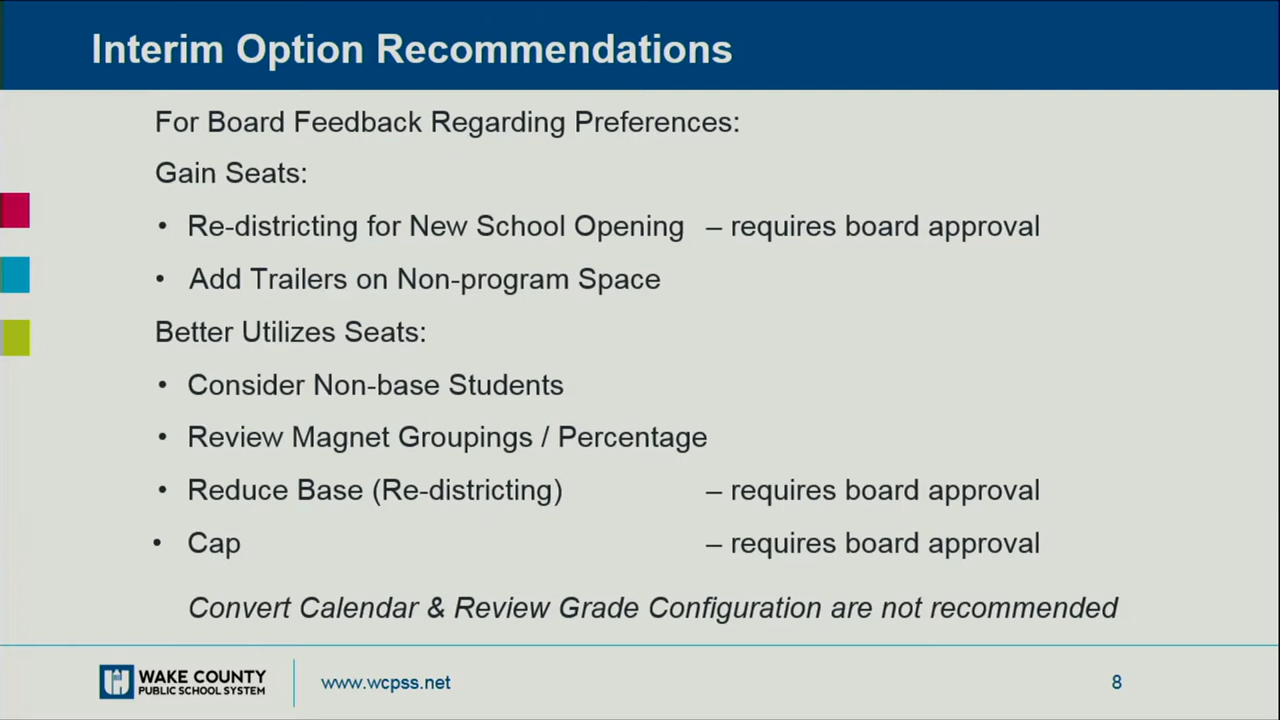 Interim Option Recommendations
For Board Feedback Regarding Preferences:
Gain Seats:
• Re-districting for New School Opening – requires board approval
• Add Trailers on Non-program Space
Better Utilizes Seats:
• Consider Non-base Students
• Review Magnet Groupings / Percentage
• Reduce Base (Re-districting) – requires board approval
• Cap – requires board approval
Convert Calendar & Review Grade Configuration are not recommended
WAKE COUNTY
PUBLIC SCHOOL SYSTEM
www.wcpss.net
8